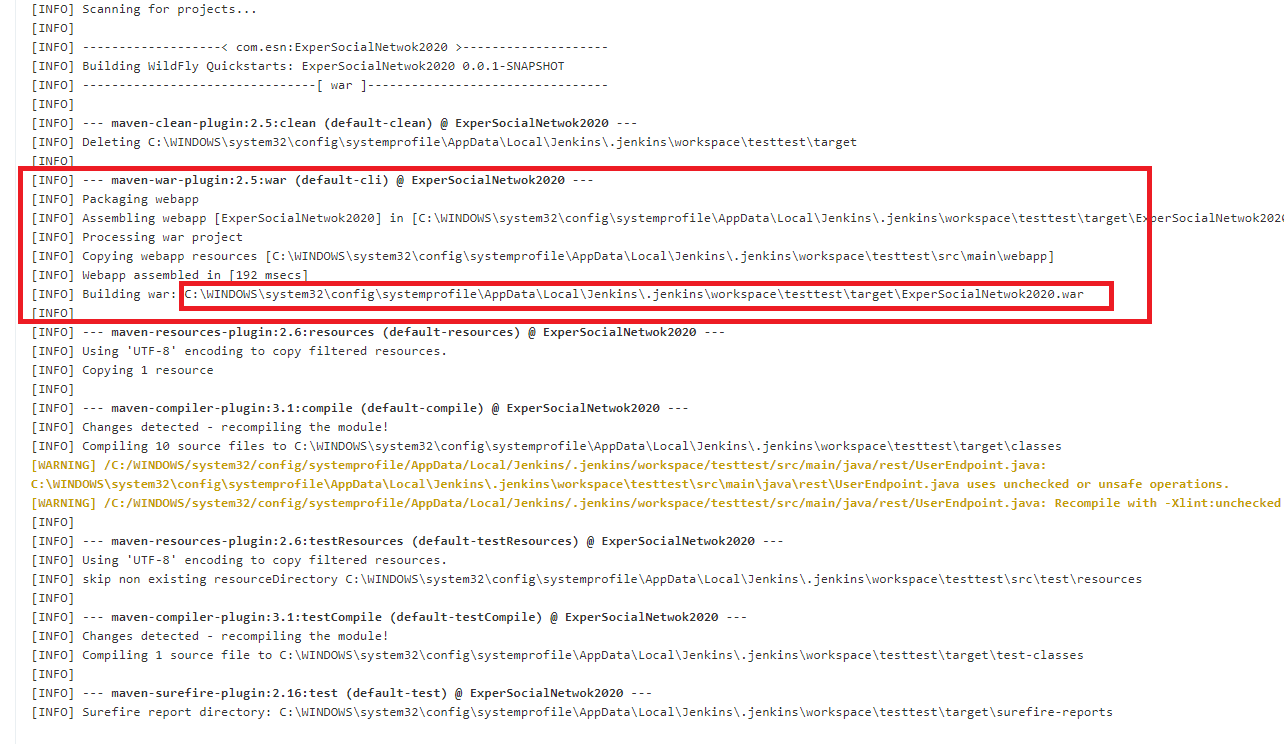 [INFO] Scanning for projects...
[INFO]
[INFO] -------------------< com.esn:ExperSocialNetwok2020 >--------------------
[INFO] Building WildFly Quickstarts: ExperSocialNetwok2020 0.0.1-SNAPSHOT
[INFO] --------------------------------[ war ]---------------------------------
[INFO]
[INFO] --- maven-clean-plugin:2.5:clean (default-clean) @ ExperSocialNetwok2020 ---
[INFO] Deleting C:\WINDOWS\system32\config\systemprofile\AppData\Local\Jenkins\.jenkins\workspace\testtest\target
[INFO]
[INFO] --- maven-war-plugin:2.5:war (default-cli) @ ExperSocialNetwok2020 ---
[INFO] Packaging webapp
[INFO] Assembling webapp [ExperSocialNetwok2020] in [C:\WINDOWS\system32\config\systemprofile\AppData\Local\Jenkins\.jenkins\workspace\testtest\target\ExperSocialNetwok202
[INFO] Processing war project
[INFO] Copying webapp resources [C:\WINDOWS\system32\config\systemprofile\AppData\Local\Jenkins\.jenkins\workspace\testtest\src\main\webapp]
[INFO] Webapp assembled in [192 msecs]
[INFO] Building war: C:\WINDOWS\system32\config\systemprofile\AppData\Local\Jenkins\.jenkins\workspace\testtest\target\ExperSocialNetwok2020.war
[INFO]
[INFO] --- maven-resources-plugin:2.6:resources (default-resources) @ ExperSocialNetwok2020 ---
[INFO] Using 'UTF-8' encoding to copy filtered resources.
[INFO] Copying 1 resource
[INFO]
[INFO] --- maven-compiler-plugin:3.1:compile (default-compile) @ ExperSocialNetwok2020 ---
[INFO] Changes detected - recompiling the module!
[INFO] Compiling 10 source files to C:\WINDOWS\system32\config\systemprofile\AppData\Local\Jenkins\.jenkins\workspace\testtest\target\classes
[WARNING] /C:/WINDOWS/system32/config/systemprofile/AppData/Local/Jenkins/.jenkins/workspace/testtest/src/main/java/rest/UserEndpoint.java:
C:\WINDOWS\system32\config\systemprofile\AppData\Local\Jenkins\.jenkins\workspace\testtest\src\main\java\rest\UserEndpoint.java uses unchecked or unsafe operations.
[WARNING] /C:/WINDOWS/system32/config/systemprofile/AppData/Local/Jenkins/.jenkins/workspace/testtest/src/main/java/rest/UserEndpoint.java: Recompile with -Xlint:unchecked
[INFO]
[INFO] --- maven-resources-plugin:2.6:testResources (default-testResources) @ ExperSocialNetwok2020 ---
[INFO] Using 'UTF-8' encoding to copy filtered resources.
[INFO] skip non existing resourceDirectory C:\WINDOWS\system32\config\systemprofile\AppData\Local\Jenkins\.jenkins\workspace\testtest\src\test\resources
[INFO]
[INFO] --- maven-compiler-plugin:3.1:testCompile (default-testCompile) @ ExperSocialNetwok2020 ---
[INFO] Changes detected - recompiling the module!
[INFO] Compiling 1 source file to C:\WINDOWS\system32\config\systemprofile\AppData\Local\Jenkins\.jenkins\workspace\testtest\target\test-classes
[INFO]
[INFO] --- maven-surefire-plugin:2.16:test (default-test) @ ExperSocialNetwok2020 ---
[INFO] Surefire report directory: C:\WINDOWS\system32\config\systemprofile\AppData\Local\Jenkins\.jenkins\workspace\testtest\target\surefire-reports